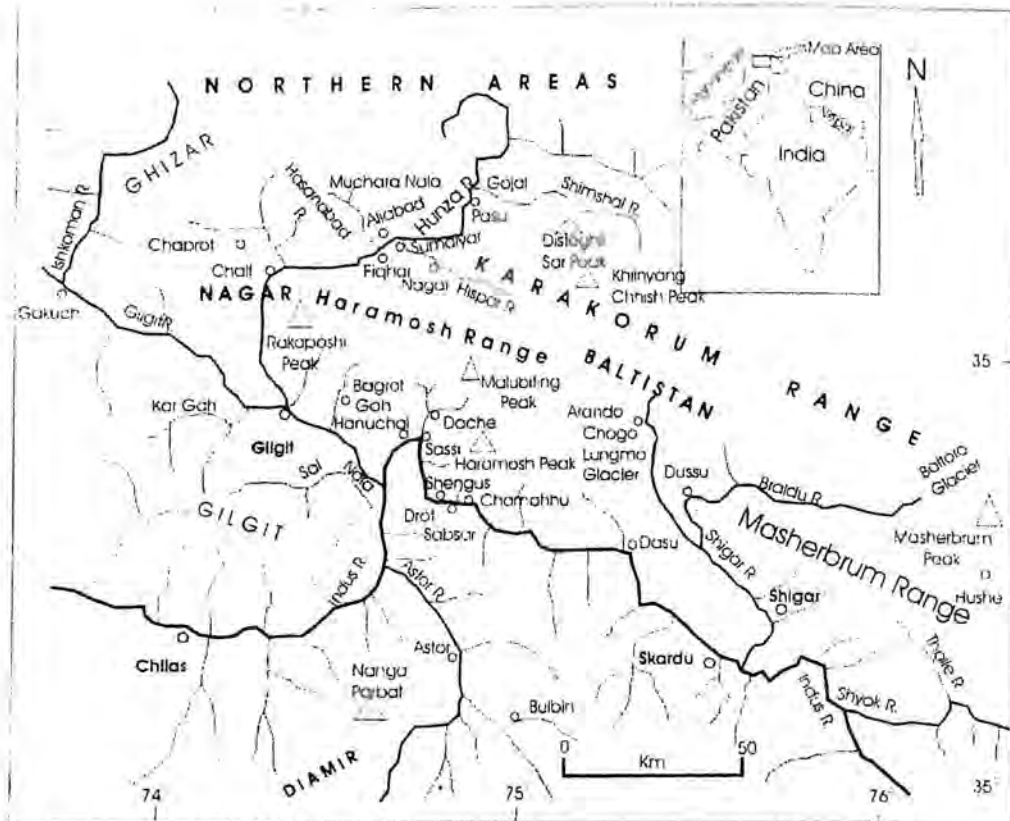 NORTHERN AREAS
Map Area
N
China
Pakistan
India
GHIZAR
Ishkoman R
Hasanabad
R
Muchara Nala
Aliabad
Hunza R
Gojal
Pasu
Shimshal R.
Chaprot
Chalt
Sumaiyar
Fiqhar
Nagar
Hispar R
Distoghil
Sar Peak
Khinyang
Chhish Peak
KARAKORUM RANGE
Gakuch
Gilgit R.
NAGAR
Haramosh Range
BALTISTAN
35
Rakaposhi
Peak
Malubiting
Peak
Bagrot
Goh
Hanuchal
Kar Gah
Dache
Gilgit
Sassi
Haramosh Peak
Arando
Chogo
Lungma
Glacier
Dussu
Braldu R.
Baltoro
Glacier
Sai Nala
Shengus
Chamahhu
GILGIT
Drot
Sabsar
Dasu
Masherbrum
Peak
Hushe
Masherbrum Range
Shigar R
Shigar
Indus R
Astor R.
Chilas
Astor
Skardu
Nanga
Parbat
Bulbin
Indus R
Shyok R.
Thalle R
DIAMIR
0 50
Km
74
75
76
35